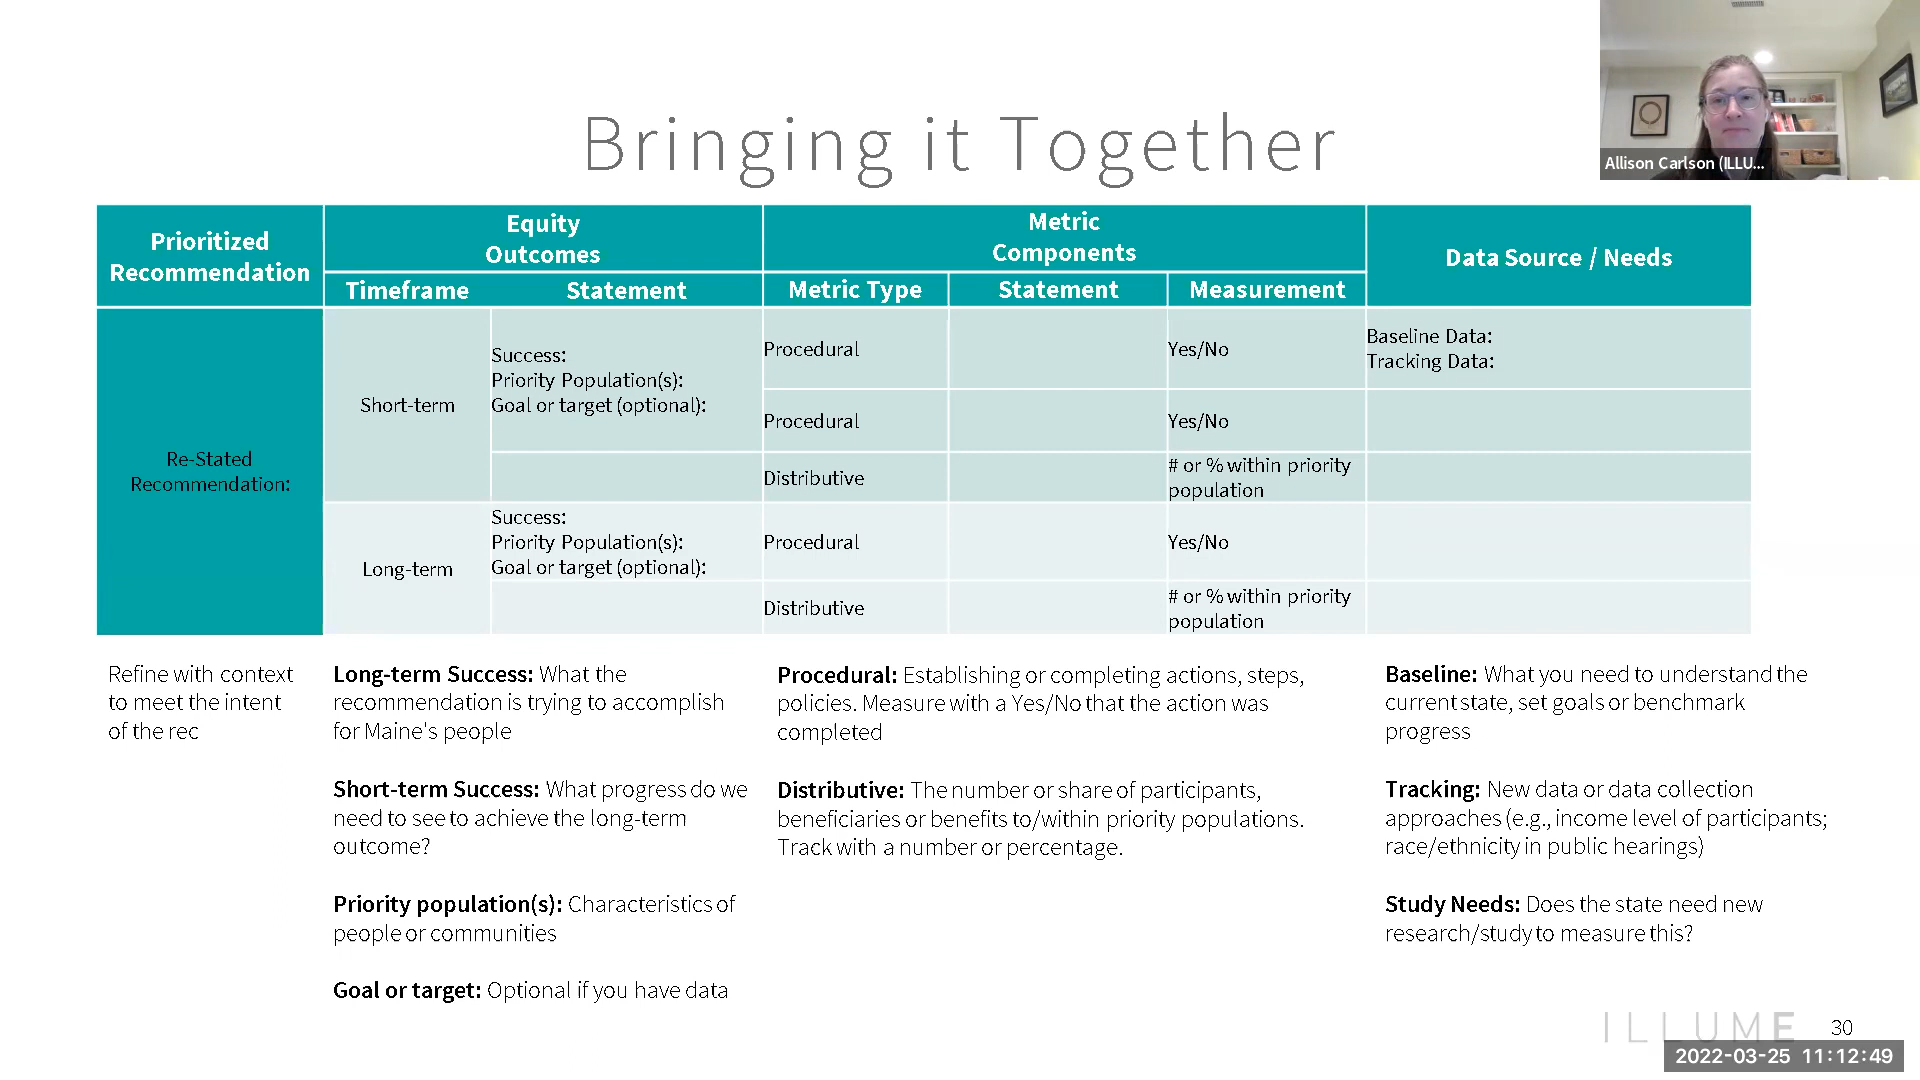 Bringing it Together
Allison Carlson (ILLU...
Prioritized
Recommendation
Equity
Outcomes
Metric
Components
Data Source / Needs
Timeframe
Statement
Metric Type
Statement
Measurement
Re-Stated
Recommendation:
Short-term
Success:
Priority Population(s):
Goal or target (optional):
Procedural
Yes/No
Baseline Data:
Tracking Data:
Procedural
Yes/No
Distributive
# or % within priority
population
Long-term
Success:
Priority Population(s):
Goal or target (optional):
Procedural
Yes/No
Distributive
# or % within priority
population
Refine with context
to meet the intent
of the rec
Long-term Success: What the
recommendation is trying to accomplish
for Maine's people
Short-term Success: What progress do we
need to see to achieve the long-term
outcome?
Priority population(s): Characteristics of
people or communities
Goal or target: Optional if you have data
Procedural: Establishing or completing actions, steps,
policies. Measure with a Yes/No that the action was
completed
Distributive: The number or share of participants,
beneficiaries or benefits to/within priority populations.
Track with a number or percentage.
Baseline: What you need to understand the
current state, set goals or benchmark
progress
Tracking: New data or data collection
approaches (e.g., income level of participants;
race/ethnicity in public hearings)
Study Needs: Does the state need new
research/study to measure this?
ILLUME
30
2022-03-25 11:12:49